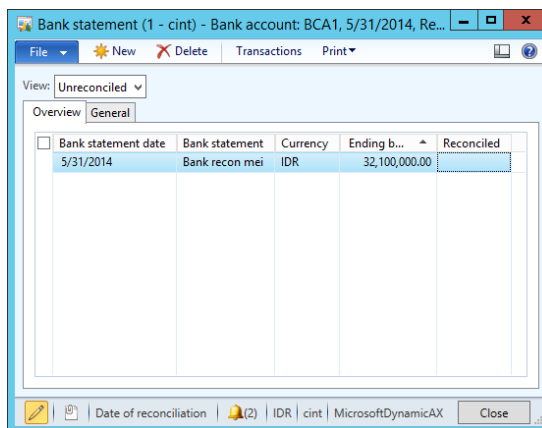 Bank statement (1 - cint) - Bank account: BCA1, 5/31/2014, Re...
File New Delete Transactions Print
View: Unreconciled
Overview General
Bank statement date Bank statement Currency Ending b... Reconciled
5/31/2014 Bank recon mei IDR 32,100,000.00
Date of reconciliation (2) IDR cint MicrosoftDynamicAX Close